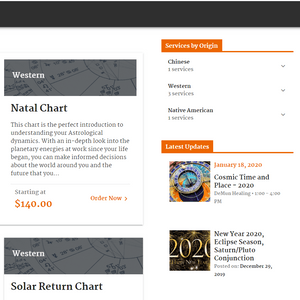 Western
Natal Chart
This chart is the perfect introduction to
understanding your Astrological
dynamics. With an in-depth look into the
planetary energies at work since your life
began, you can make informed decisions
about the world around you and the
future that you...
Starting at
$140.00
Order Now
Western
Solar Return Chart
Services by Origin
Chinese
1 services
Western
3 services
Native American
1 services
Latest Updates
January 18, 2020
Cosmic Time and
Place - 2020
DeMon Healing - 1:00 - 4:00
PM
2020
New Year 2020,
Eclipse Season,
Saturn/Pluto
Conjunction
Posted on: December 29,
2019